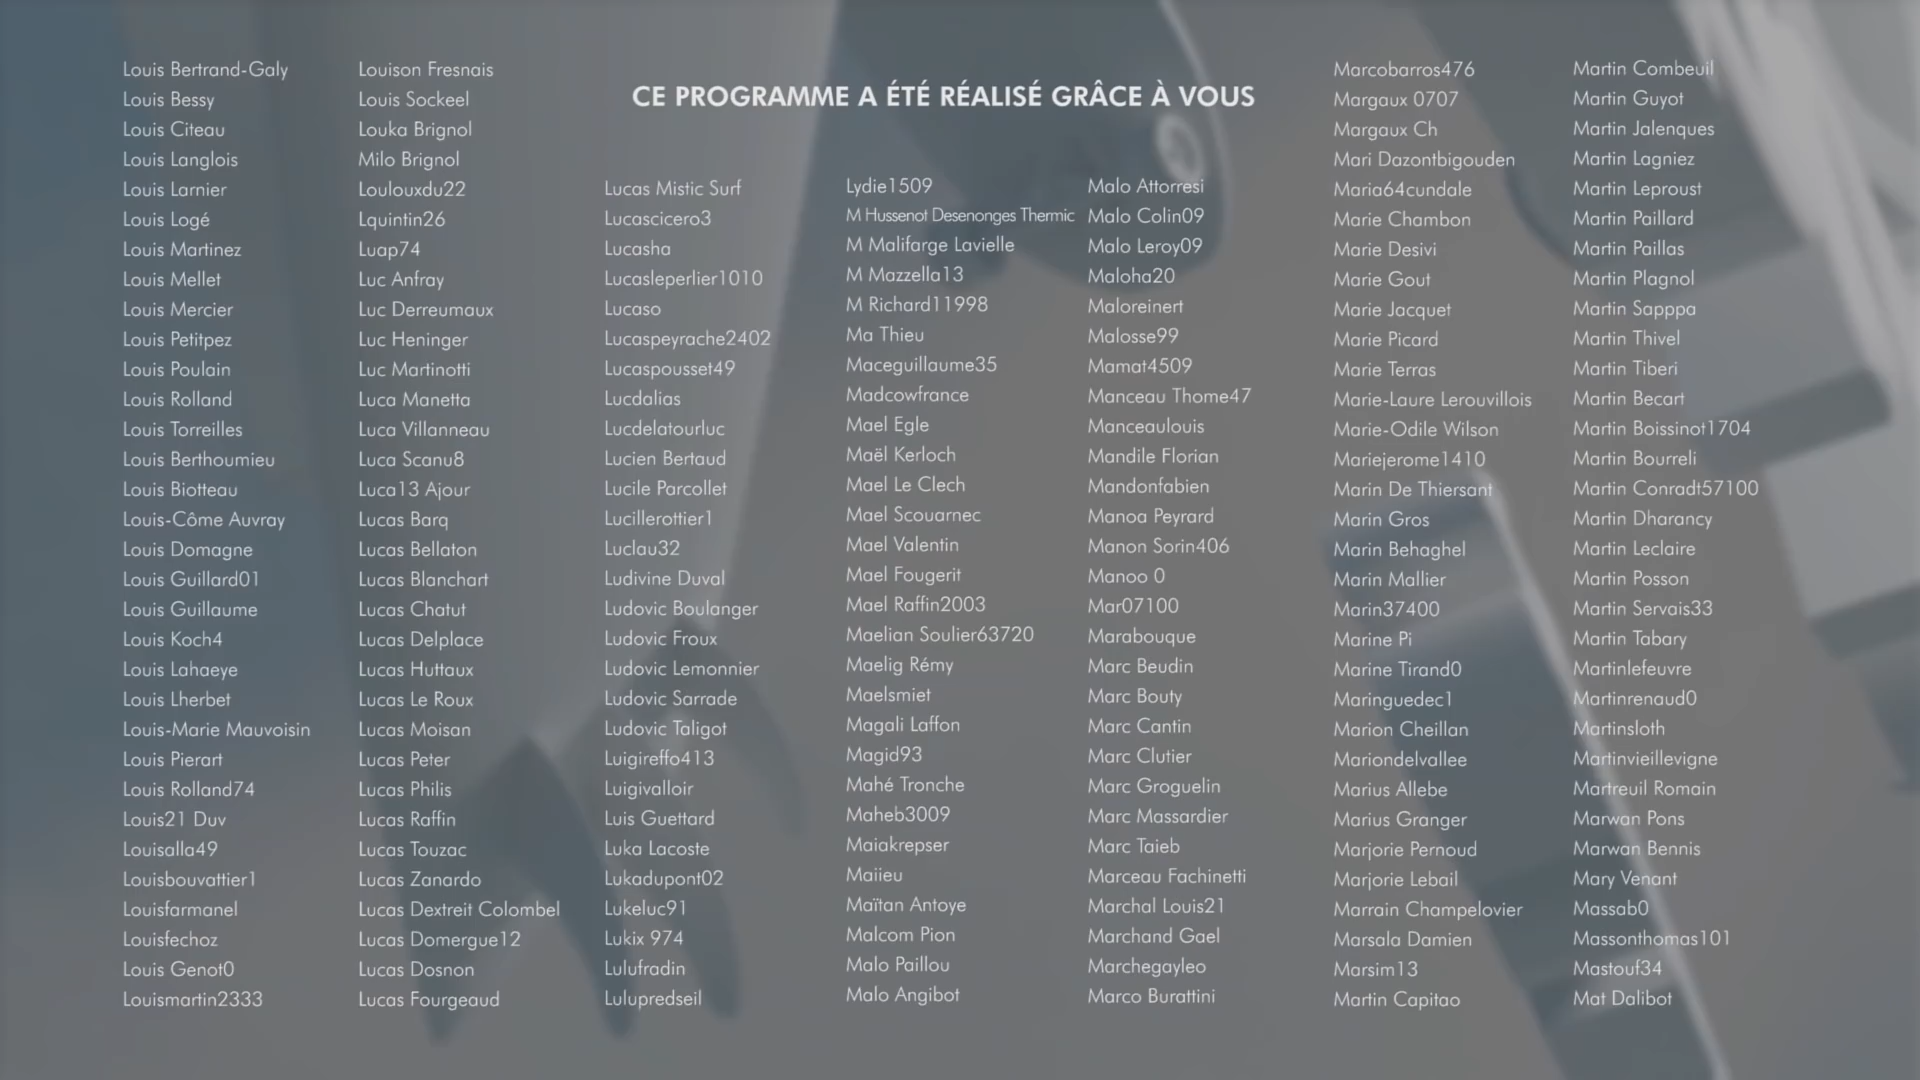 CE PROGRAMME A ÉTÉ RÉALISÉ GRÂCE À VOUS
Louis Bertrand-Galy
Louis Bessy
Louis Citeau
Louis Langlois
Louis Larnier
Louis Logé
Louis Martinez
Louis Mellet
Louis Mercier
Louis Petitpez
Louis Poulain
Louis Rolland
Louis Torreilles
Louis Berthoumieu
Louis Biotteau
Louis-Côme Auvray
Louis Domagne
Louis Guillard01
Louis Guillaume
Louis Koch4
Louis Lahaeye
Louis Lherbet
Louis-Marie Mauvoisin
Louis Pierart
Louis Rolland74
Louis21 Duv
Louisalla49
Louisbouvattier1
Louisfarmanel
Louisfechoz
Louis Genot0
Louismartin2333
Louison Fresnais
Louis Sockeel
Louka Brignol
Milo Brignol
Loulouxdu22
Lquintin26
Luap74
Luc Anfray
Luc Derreumaux
Luc Heninger
Luc Martinotti
Luca Manetta
Luca Villanneau
Luca Scanu8
Luca13 Ajour
Lucas Barq
Lucas Bellaton
Lucas Blanchart
Lucas Chatut
Lucas Delplace
Lucas Huttaux
Lucas Le Roux
Lucas Moisan
Lucas Peter
Lucas Philis
Lucas Raffin
Lucas Touzac
Lucas Zanardo
Lucas Dextreit Colombel
Lucas Domergue12
Lucas Dosnon
Lucas Fourgeaud
Lucas Mistic Surf
Lucascicero3
Lucasha
Lucasleperlier1010
Lucaso
Lucaspeyrache2402
Lucaspousset49
Lucdalias
Lucdelatourluc
Lucien Bertaud
Lucile Parcollet
Lucillerottier1
Luclau32
Ludivine Duval
Ludovic Boulanger
Ludovic Froux
Ludovic Lemonnier
Ludovic Sarrade
Ludovic Taligot
Luigireffo413
Luigivalloir
Luis Guettard
Luka Lacoste
Lukadupont02
Lukeluc91
Lukix 974
Lulufradin
Lulupredseil
Lydie1509
M Hussenot Desenonges Thermic
M Malifarge Lavielle
M Mazzella13
M Richard11998
Ma Thieu
Maceguillaume35
Madcowfrance
Mael Egle
Maël Kerloch
Mael Le Clech
Mael Scouarnec
Mael Valentin
Mael Fougerit
Mael Raffin2003
Maelian Soulier63720
Maelig Rémy
Maelsmiet
Magali Laffon
Magid93
Mahé Tronche
Maheb3009
Maiakrepser
Maiieu
Maïtan Antoye
Malcom Pion
Malo Paillou
Malo Angibot
Malo Attorresi
Malo Colin09
Malo Leroy09
Maloha20
Maloreinert
Malosse99
Mamat4509
Manceau Thome47
Manceaulouis
Mandile Florian
Mandonfabien
Manoa Peyrard
Manon Sorin406
Manoo 0
Mar07100
Marabouque
Marc Beudin
Marc Bouty
Marc Cantin
Marc Clutier
Marc Groguelin
Marc Massardier
Marc Taieb
Marceau Fachinetti
Marchal Louis21
Marchand Gael
Marchegayleo
Marco Burattini
Marcobarros476
Margaux 0707
Margaux Ch
Mari Dazontbigouden
Maria64cundale
Marie Chambon
Marie Desivi
Marie Gout
Marie Jacquet
Marie Picard
Marie Terras
Marie-Laure Lerouvillois
Marie-Odile Wilson
Mariejerome1410
Marin De Thiersant
Marin Gros
Marin Behaghel
Marin Mallier
Marin37400
Marine Pi
Marine Tirand0
Maringuedec1
Marion Cheillan
Mariondelvallee
Marius Allebe
Marius Granger
Marjorie Pernoud
Marjorie Lebail
Marrain Champelovier
Marsala Damien
Marsim13
Martin Capitao
Martin Combeuil
Martin Guyot
Martin Jalenques
Martin Lagniez
Martin Leproust
Martin Paillard
Martin Paillas
Martin Plagnol
Martin Sapppa
Martin Thivel
Martin Tiberi
Martin Becart
Martin Boissinot1704
Martin Bourreli
Martin Conradt57100
Martin Dharancy
Martin Leclaire
Martin Posson
Martin Servais33
Martin Tabary
Martinlefeuvre
Martinrenaud0
Martinsloth
Martinvieillevigne
Martreuil Romain
Marwan Pons
Marwan Bennis
Mary Venant
Massab0
Massonthomas101
Mastouf34
Mat Dalibot